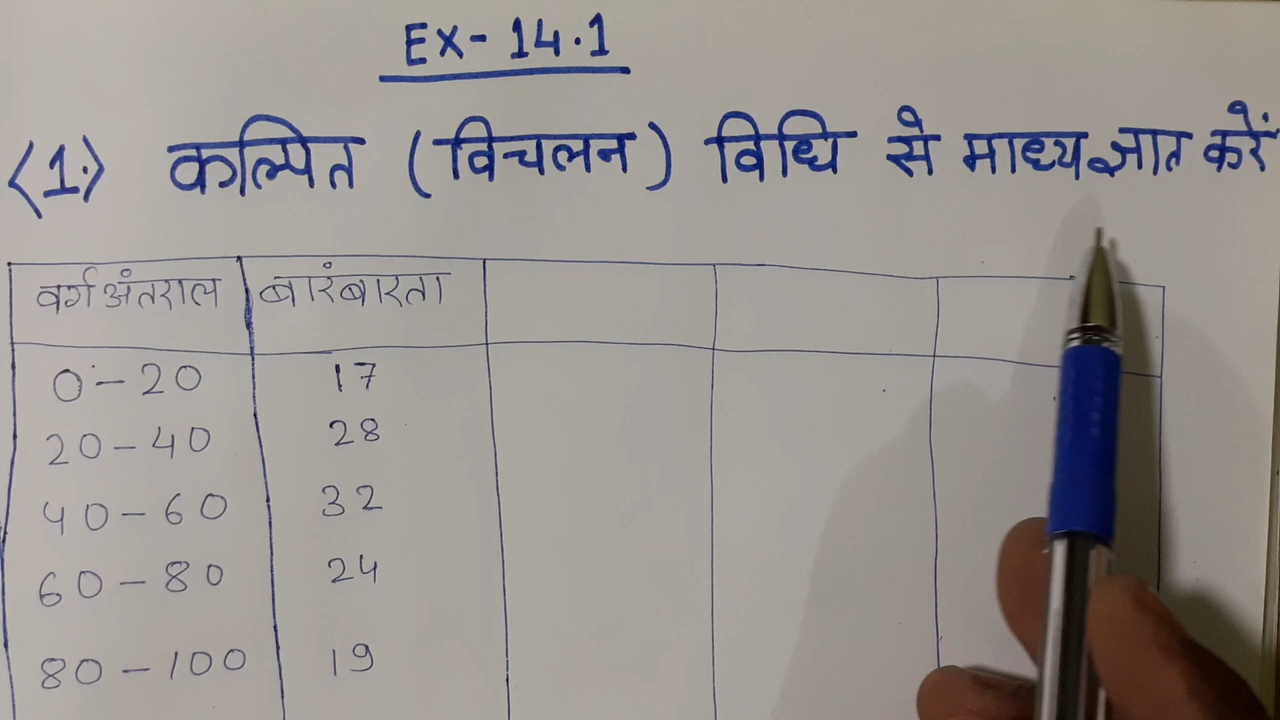 EX- 14.1
(1.) कल्पित (विचलन) विधि से माध्य ज्ञात करें
वर्ग अंतराल बारंबारता
0-20 17
20-40 28
40-60 32
60-80 24
80-100 19